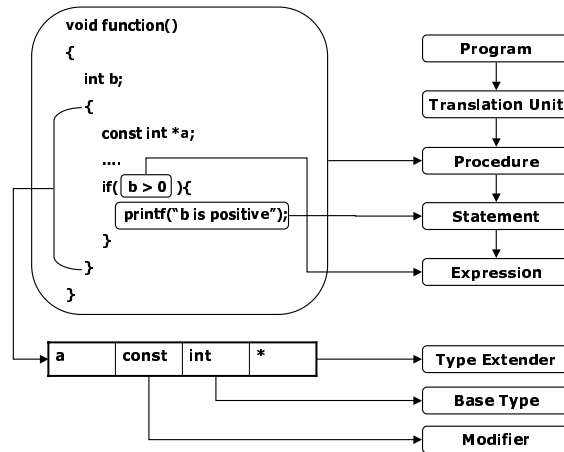 void function()
{
int b;
{
const int *a;
....
if( b > 0 ){
printf("b is positive");
}
}
}
Program
Translation Unit
Procedure
Statement
Expression
a const int *
Type Extender
Base Type
Modifier